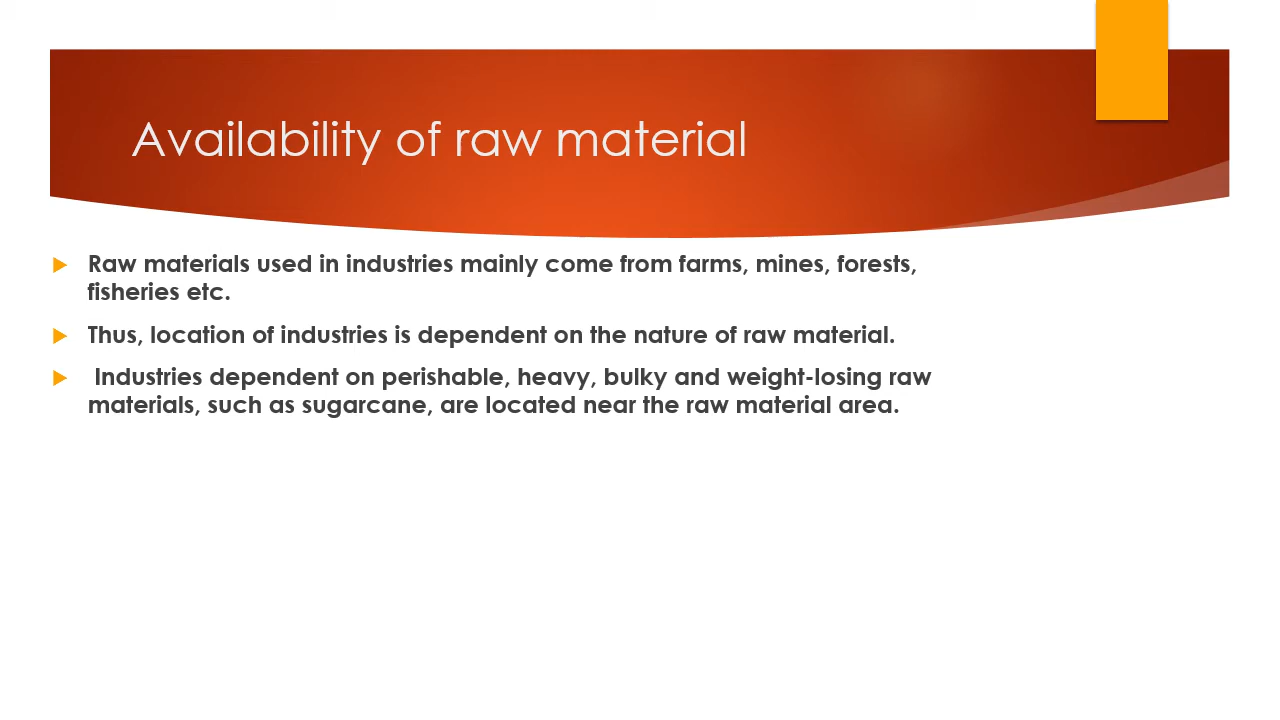 Availability of raw material
Raw materials used in industries mainly come from farms, mines, forests,
fisheries etc.
Thus, location of industries is dependent on the nature of raw material.
Industries dependent on perishable, heavy, bulky and weight-losing raw
materials, such as sugarcane, are located near the raw material area.